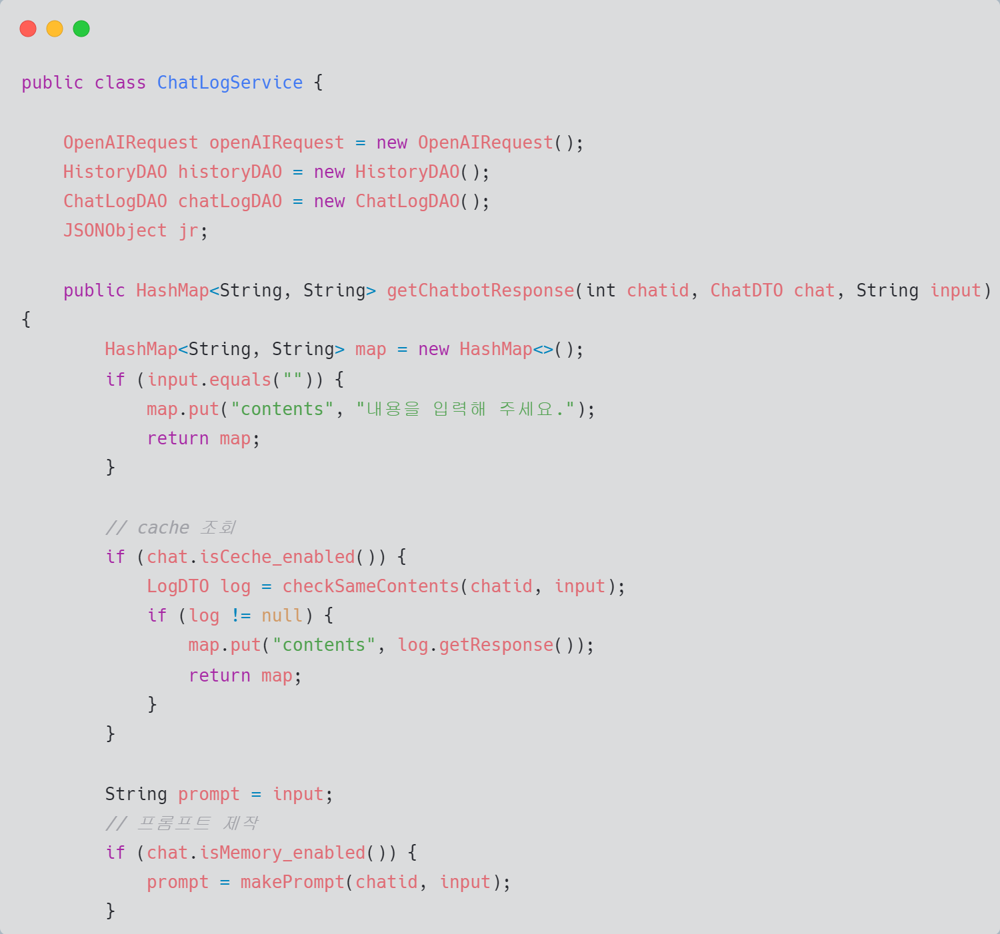 public class ChatLogService {
OpenAIRequest openAIRequest = new OpenAIRequest();
HistoryDAO historyDAO = new HistoryDAO();
ChatLogDAO chatLogDAO = new ChatLogDAO();
JSONObject jr;
public HashMap<String, String> getChatbotResponse(int chatid, ChatDTO chat, String input)
{
HashMap<String, String> map = new HashMap<>();
if (input.equals("")) {
map.put("contents", "내용을 입력해 주세요.");
return map;
}
// cache 조회
if (chat.isCeche_enabled()) {
LogDTO log = checkSameContents(chatid, input);
if (log != null) {
map.put("contents", log.getResponse());
return map;
}
}
String prompt = input;
// 프롬프트 제작
if (chat.isMemory_enabled()) {
prompt = makePrompt(chatid, input);
}